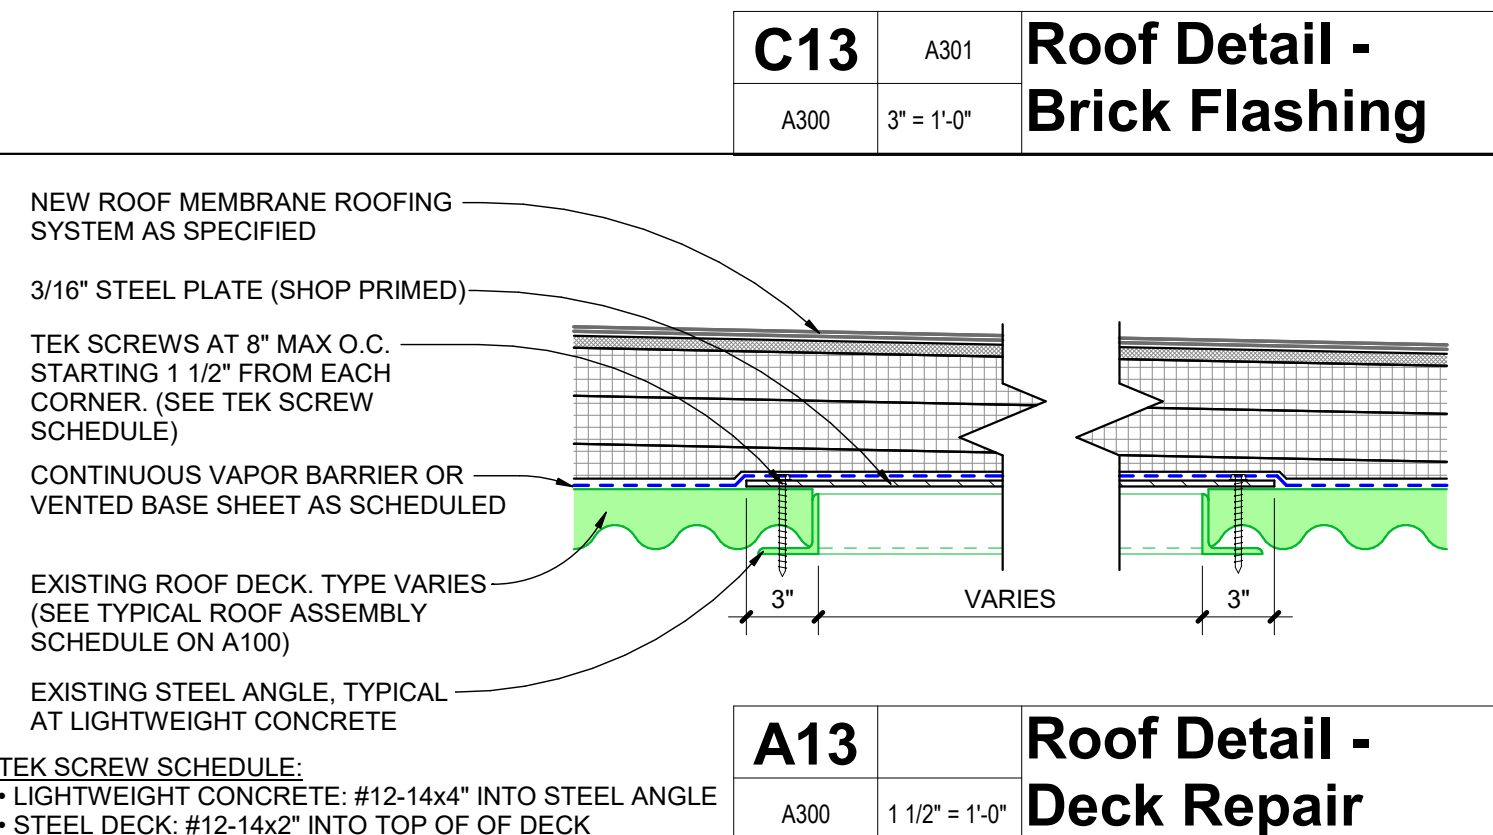 C13
A301
Roof Detail -
Brick Flashing
A300
3" = 1'-0"
NEW ROOF MEMBRANE ROOFING
SYSTEM AS SPECIFIED
3/16" STEEL PLATE (SHOP PRIMED)
TEK SCREWS AT 8" MAX O.C.
STARTING 1 1/2" FROM EACH
CORNER. (SEE TEK SCREW
SCHEDULE)
CONTINUOUS VAPOR BARRIER OR
VENTED BASE SHEET AS SCHEDULED
EXISTING ROOF DECK. TYPE VARIES
(SEE TYPICAL ROOF ASSEMBLY
SCHEDULE ON A100)
EXISTING STEEL ANGLE, TYPICAL
AT LIGHTWEIGHT CONCRETE
3"
VARIES
3"
TEK SCREW SCHEDULE:
• LIGHTWEIGHT CONCRETE: #12-14x4" INTO STEEL ANGLE
• STEEL DECK: #12-14x2" INTO TOP OF OF DECK
A13
Roof Detail -
Deck Repair
A300
1 1/2" = 1'-0"